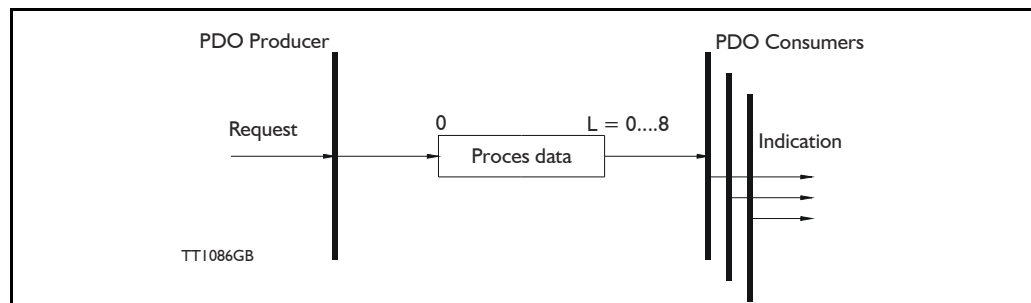 PDO Producer
PDO Consumers
Request
0
L = 0....8
Proces data
Indication
TT1086GB